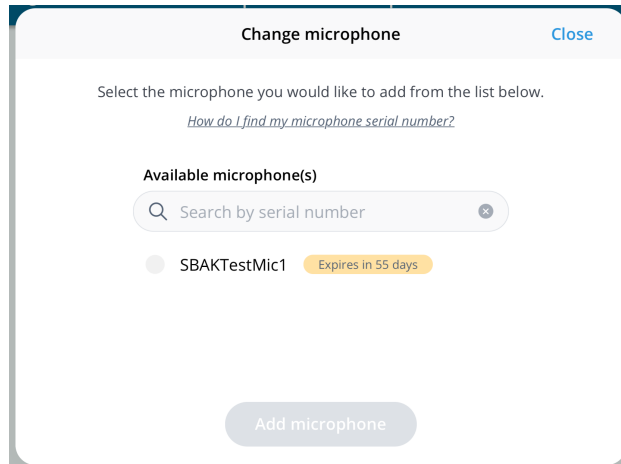 Change microphone
Close
Select the microphone you would like to add from the list below.
How do I find my microphone serial number?
Available microphone(s)
Search by serial number
SBAKTestMic1 Expires in 55 days
Add microphone